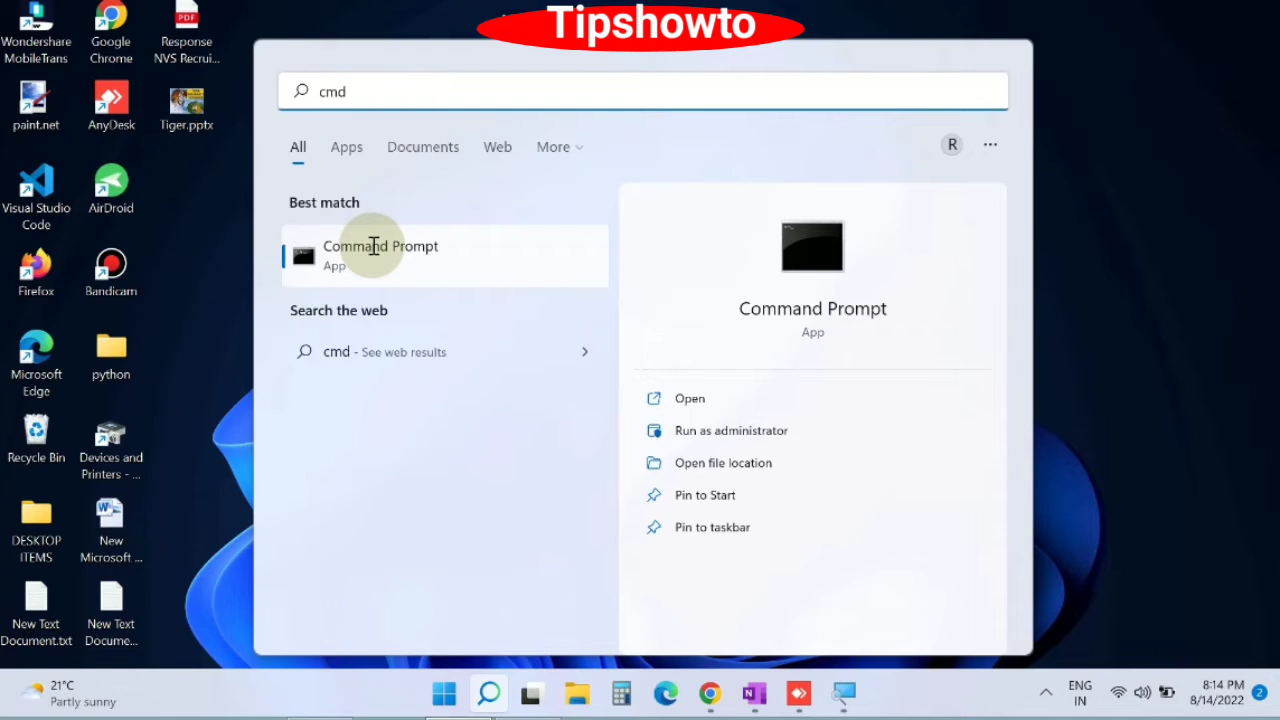 Tipshowto
Wondershare
MobileTrans
Google
Chrome
PDF
Response
NVS Recrui...
paint.net
AnyDesk
Tiger.pptx
Visual Studio
Code
AirDroid
Firefox
Bandicam
Microsoft
Edge
python
Recycle Bin
Devices and
Printers - ...
DESKTOP
ITEMS
New
Microsoft ...
New Text
Document.txt
New Text
Docume...
cmd
All Apps Documents Web More
R
Best match
Command Prompt
App
Search the web
cmd - See web results
Command Prompt
App
Open
Run as administrator
Open file location
Pin to Start
Pin to taskbar
21°C
Partly sunny
ENG
IN
8:14 PM
8/14/2022
2